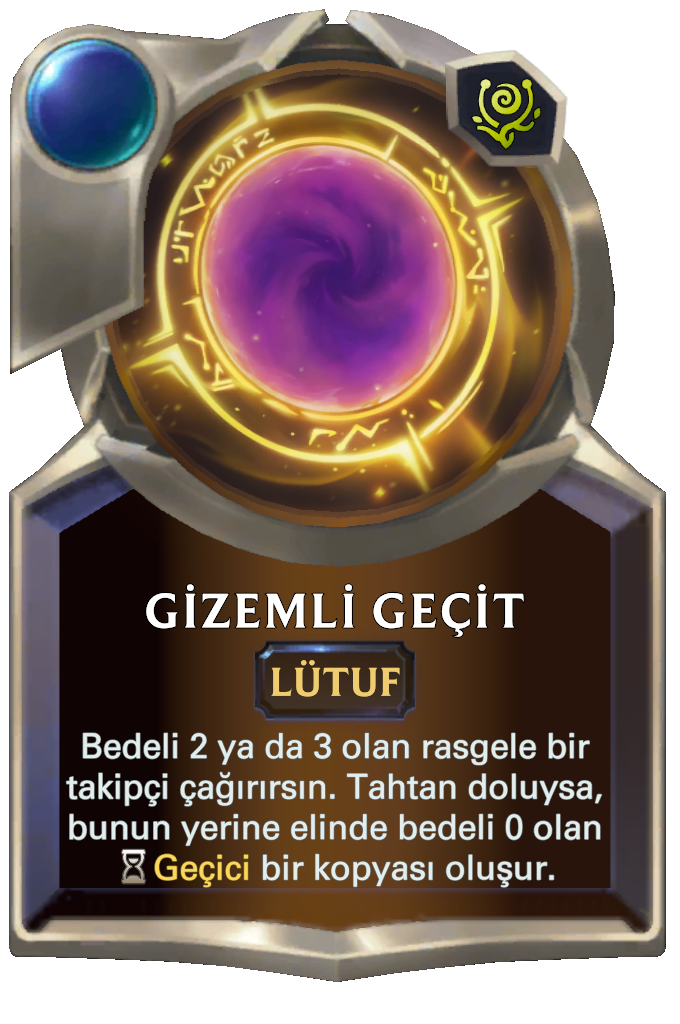 GİZEMLİ GEÇİT
LÜTUF
Bedeli 2 ya da 3 olan rasgele bir
takipçi çağırırsın. Tahtan doluysa,
bunun yerine elinde bedeli 0 olan
Geçici bir kopyası oluşur.